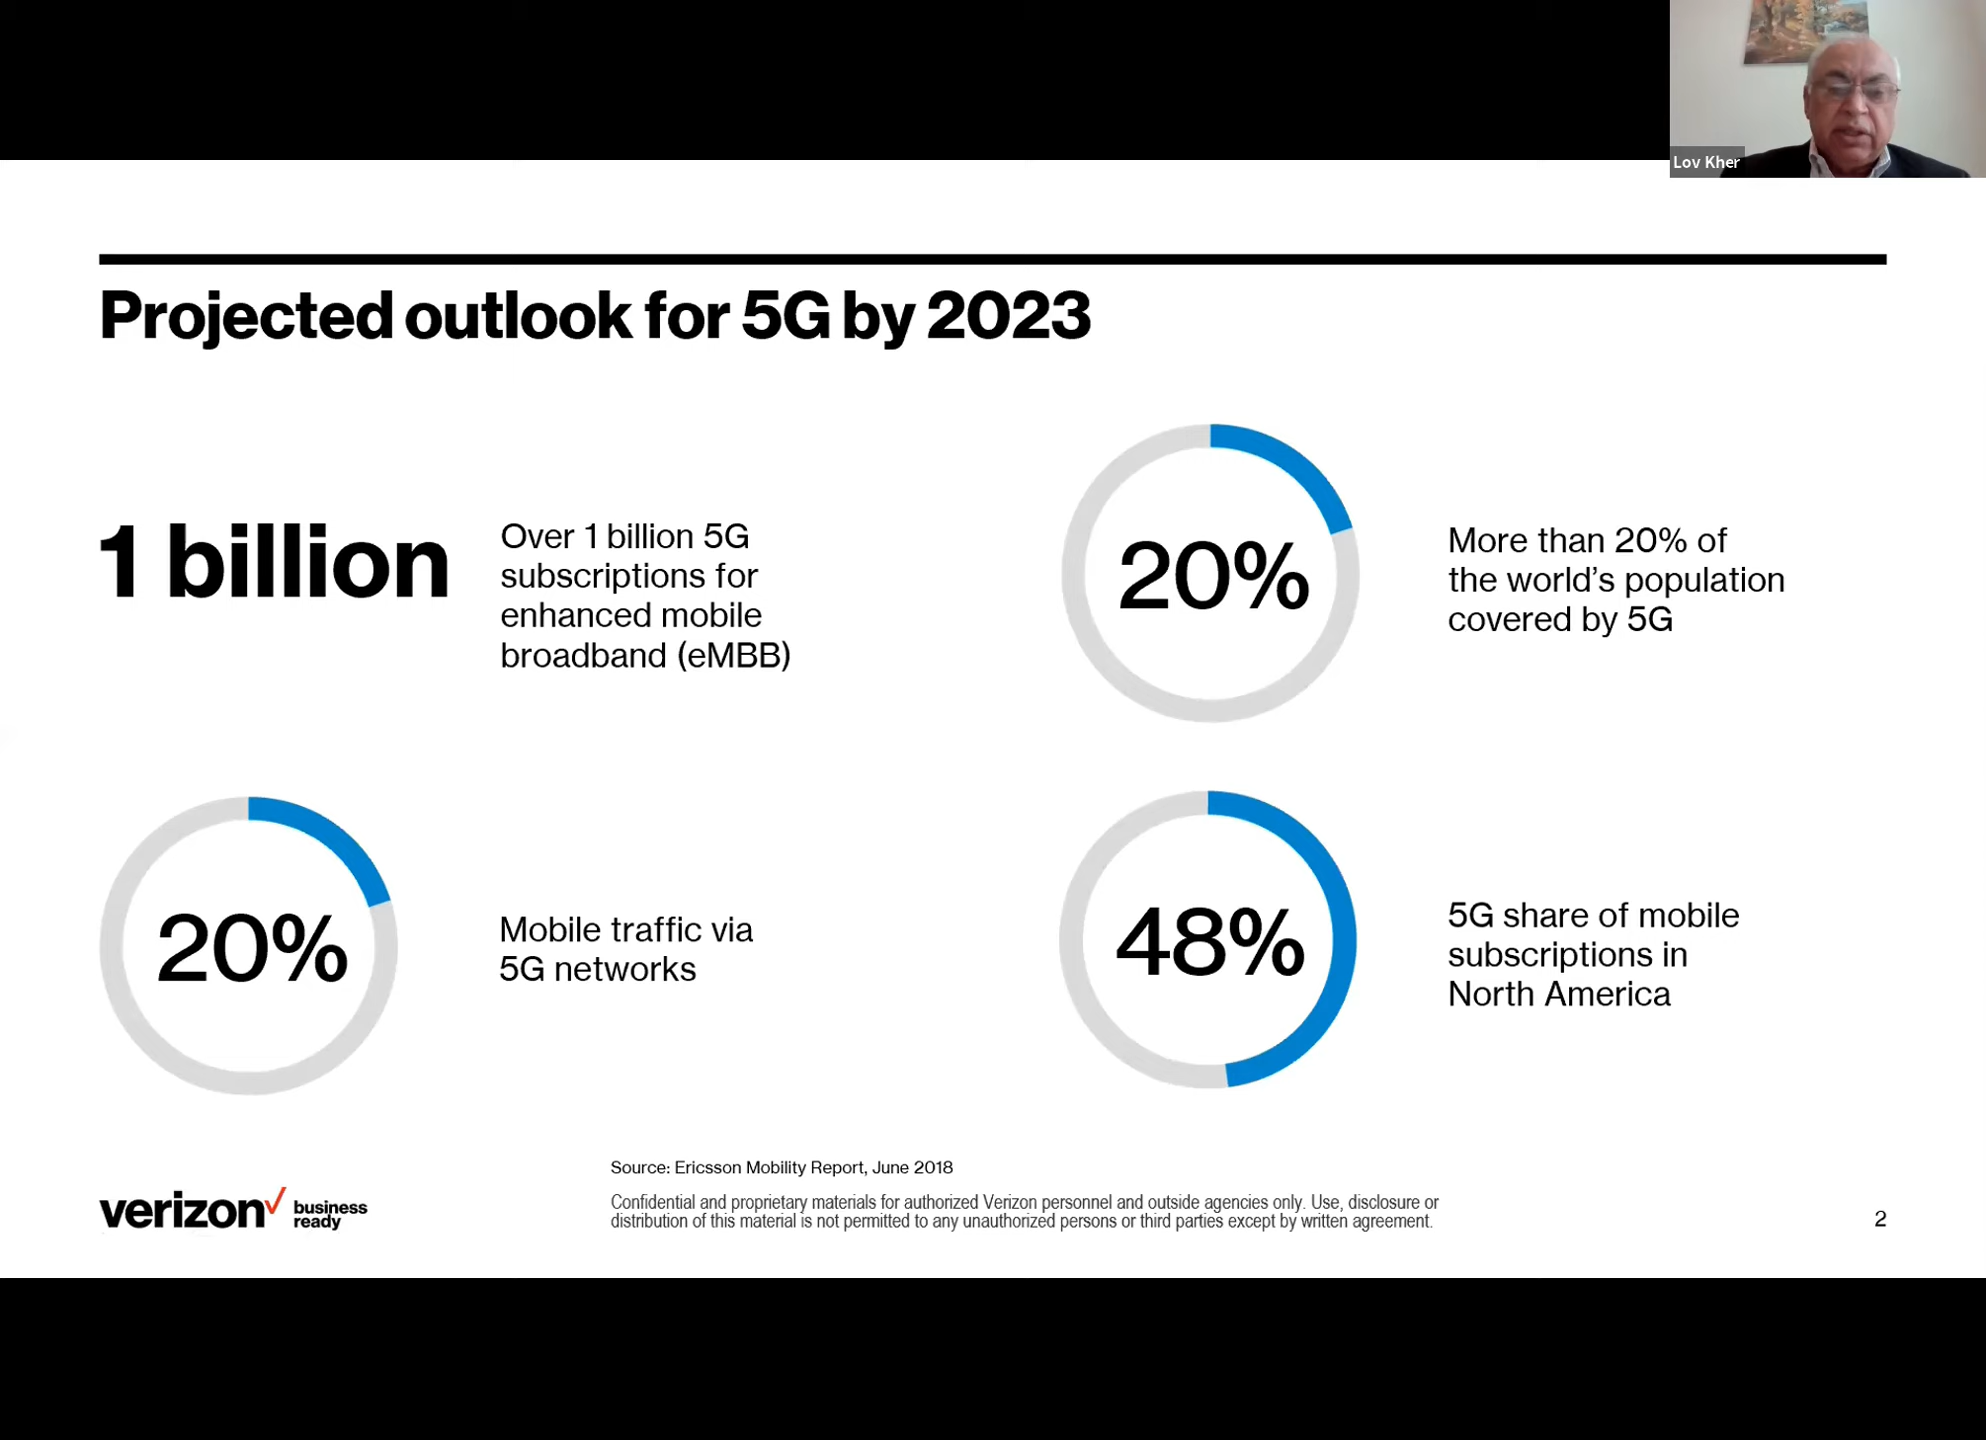 Lov Kher
Projected outlook for 5G by 2023
1 billion
Over 1 billion 5G
subscriptions for
enhanced mobile
broadband (eMBB)
20%
More than 20% of
the world’s population
covered by 5G
20%
Mobile traffic via
5G networks
48%
5G share of mobile
subscriptions in
North America
Source: Ericsson Mobility Report, June 2018
Confidential and proprietary materials for authorized Verizon personnel and outside agencies only. Use, disclosure or
distribution of this material is not permitted to any unauthorized persons or third parties except by written agreement.
verizon business
ready
2